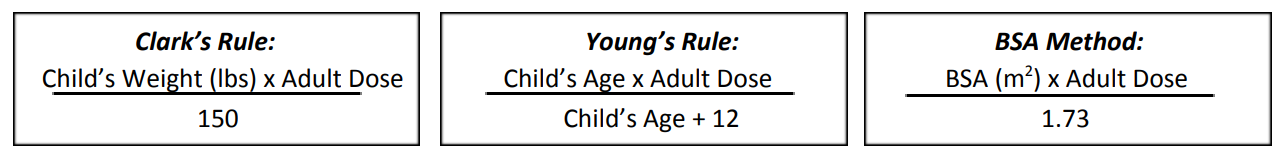 Clark’s Rule:
Child’s Weight (lbs) x Adult Dose
150
Young’s Rule:
Child’s Age x Adult Dose
Child’s Age + 12
BSA Method:
BSA (m²) x Adult Dose
1.73